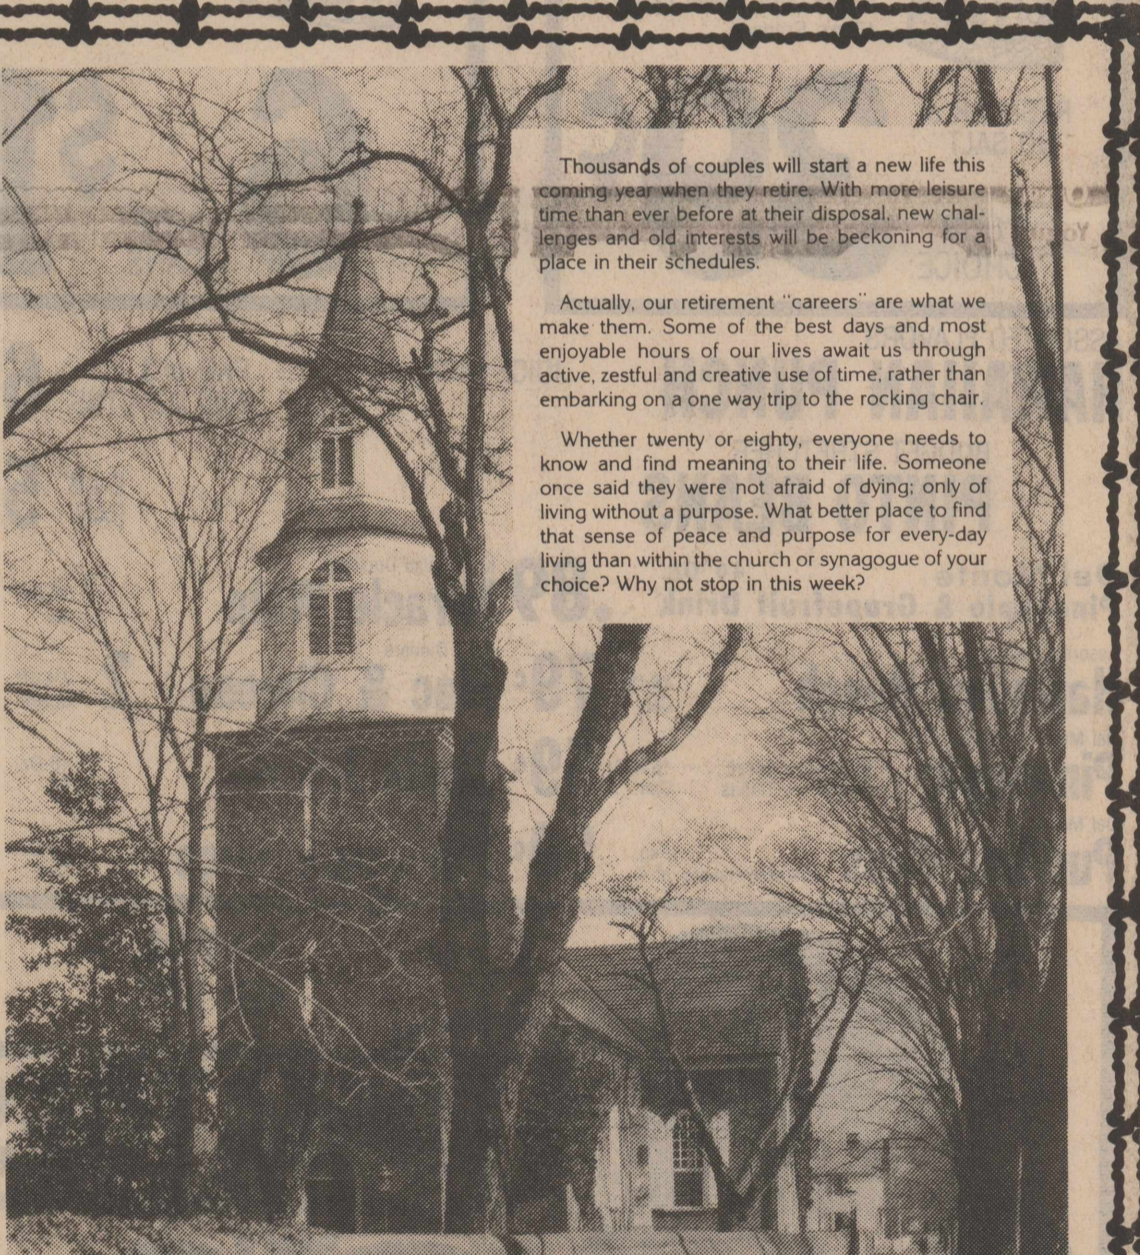 Thousands of couples will start a new life this
coming year when they retire. With more leisure
time than ever before at their disposal, new chal-
lenges and old interests will be beckoning for a
place in their schedules.
Actually, our retirement "careers" are what we
make them. Some of the best days and most
enjoyable hours of our lives await us through
active, zestful and creative use of time, rather than
embarking on a one way trip to the rocking chair.
Whether twenty or eighty, everyone needs to
know and find meaning to their life. Someone
once said they were not afraid of dying; only of
living without a purpose. What better place to find
that sense of peace and purpose for every-day
living than within the church or synagogue of your
choice? Why not stop in this week?